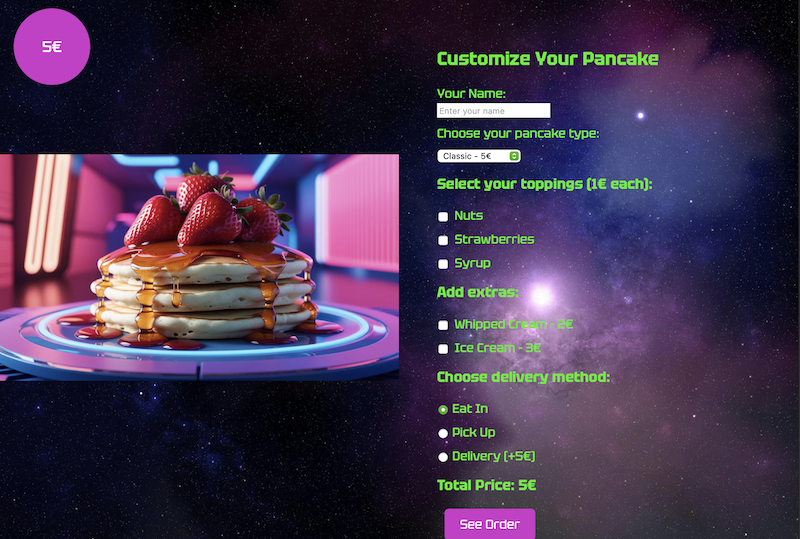 5€
Customize Your Pancake
Your Name:
Enter your name
Choose your pancake type:
Classic - 5€
Select your toppings (1€ each):
Nuts
Strawberries
Syrup
Add extras:
Whipped Cream - 2€
Ice Cream - 3€
Choose delivery method:
Eat In
Pick Up
Delivery (+5€)
Total Price: 5€
See Order